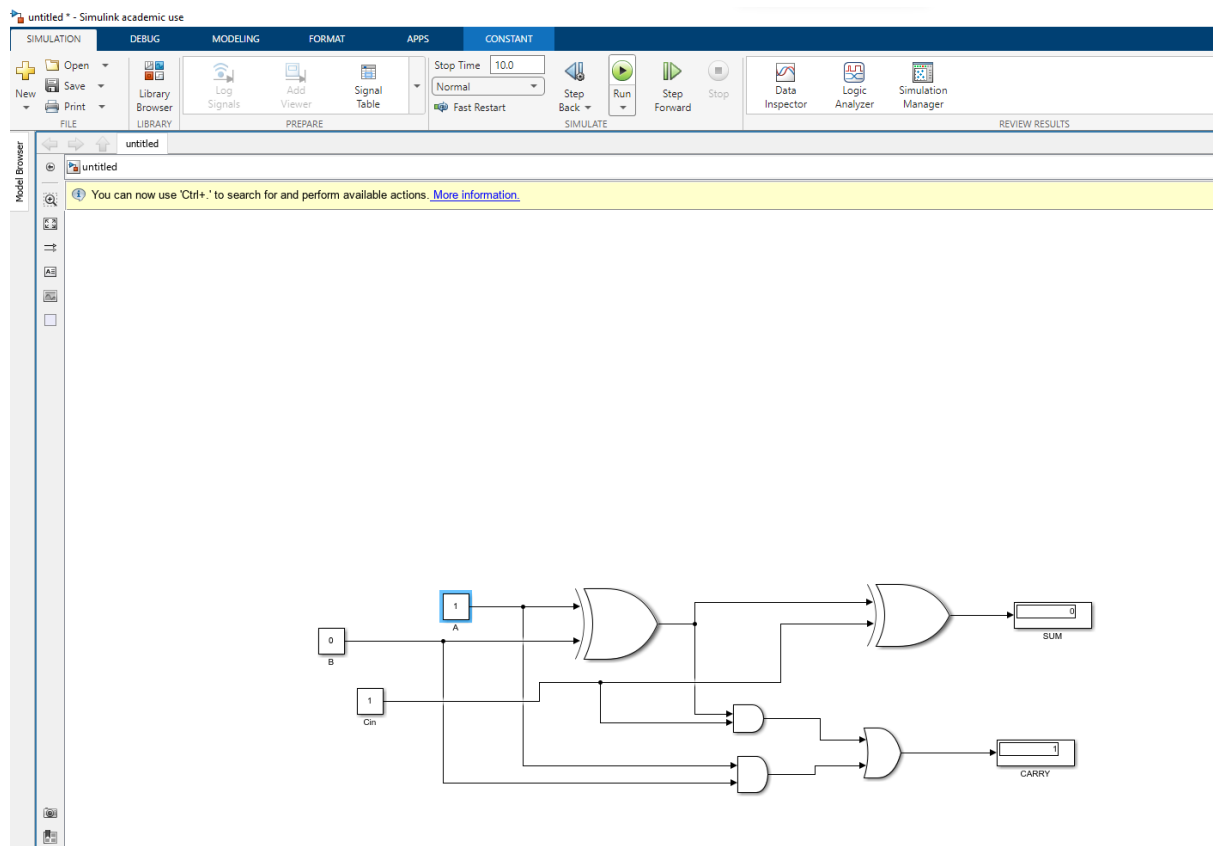 untitled * - Simulink academic use
SIMULATION DEBUG MODELING FORMAT APPS CONSTANT
New
Open
Save
Print
FILE
Library
Browser
LIBRARY
Log
Signals
Add
Viewer
Signal
Table
PREPARE
Stop Time 10.0
Normal
Fast Restart
Step
Back
Run
Step
Forward
Stop
SIMULATE
Data
Inspector
Logic
Analyzer
Simulation
Manager
REVIEW RESULTS
Model Browser
untitled
untitled
You can now use 'Ctrl+.' to search for and perform available actions. More information.
1
A
0
B
1
Cin
0
SUM
1
CARRY